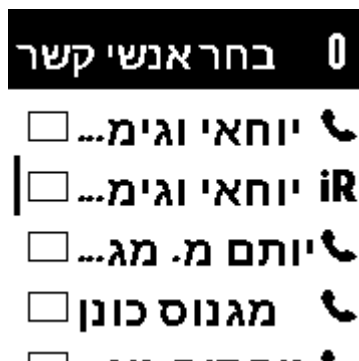 בחר אנשי קשר 0
יוחאי וגימ...
iR יוחאי וגימ...
יותם מ. מג...
מגנוס כונן